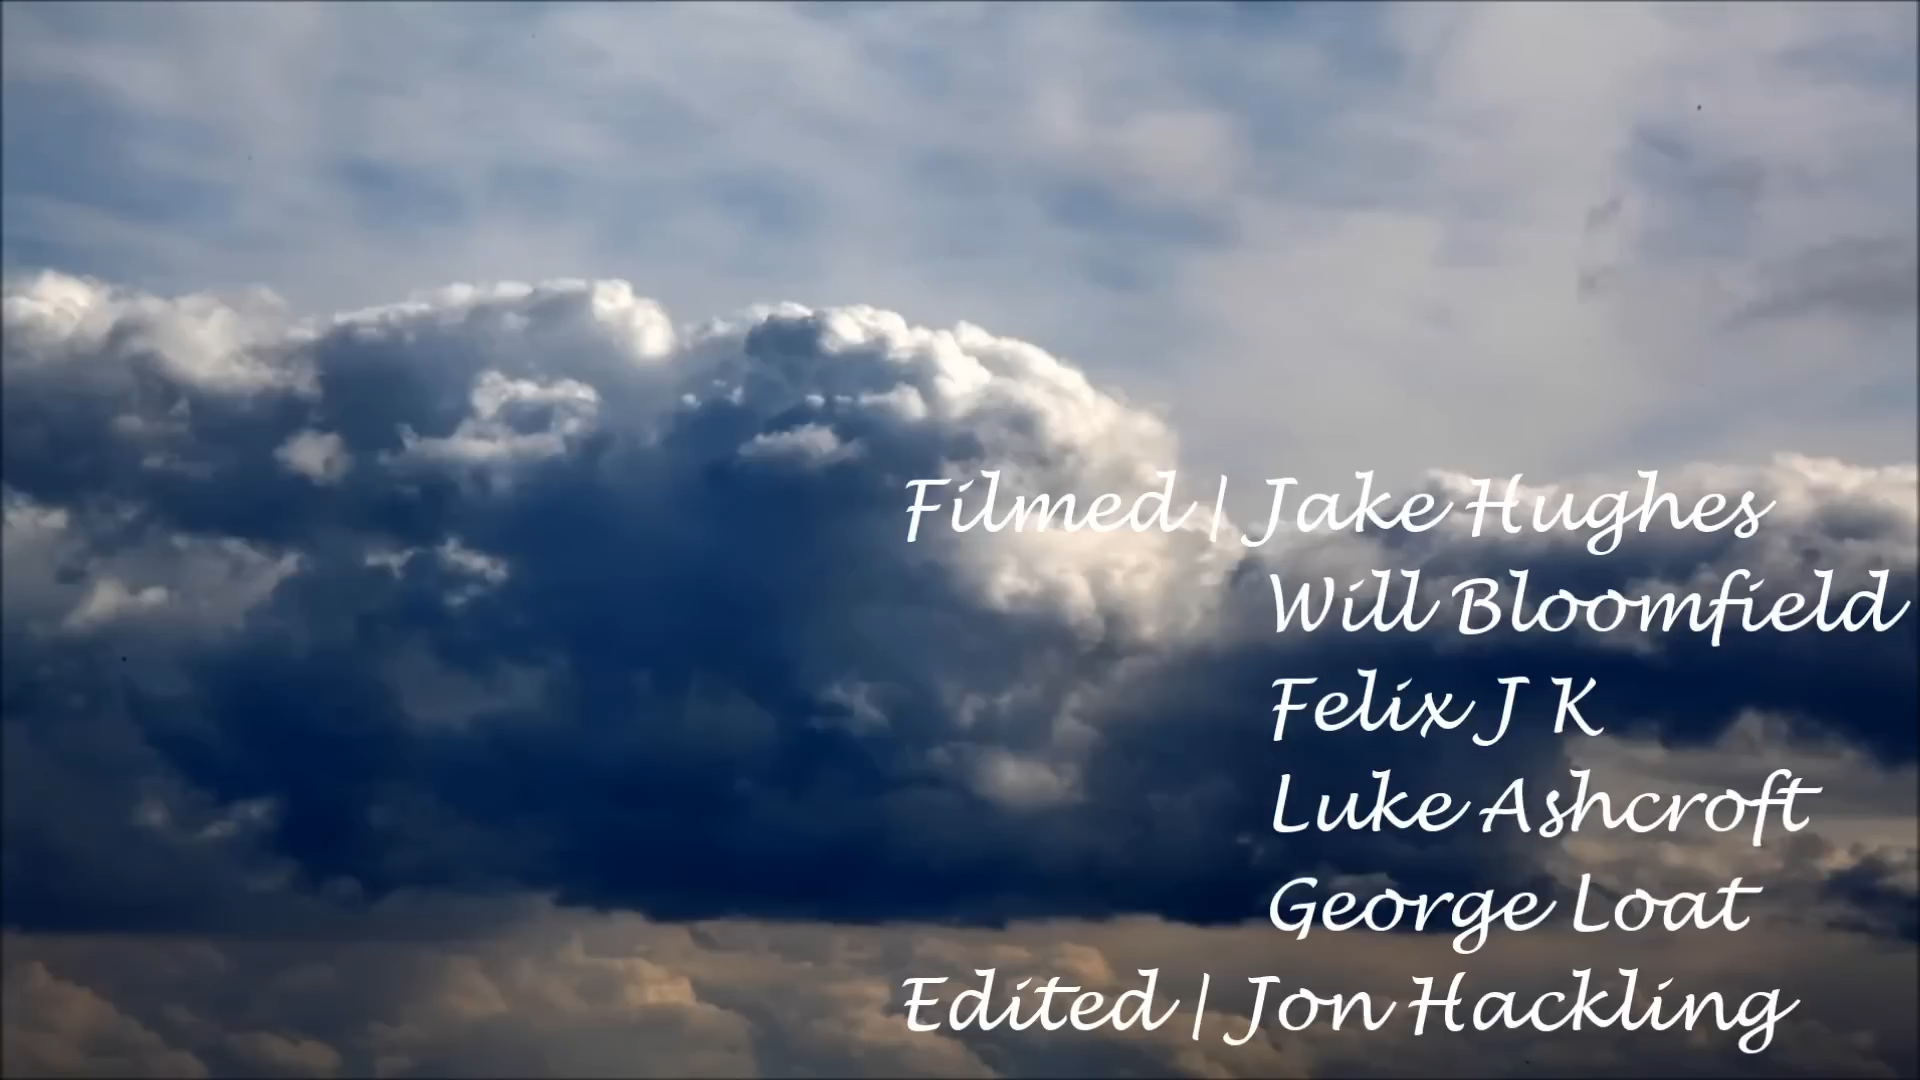 Filmed | Jake Hughes
Will Bloomfield
Felix J K
Luke Ashcroft
George Loat
Edited | Jon Hackling